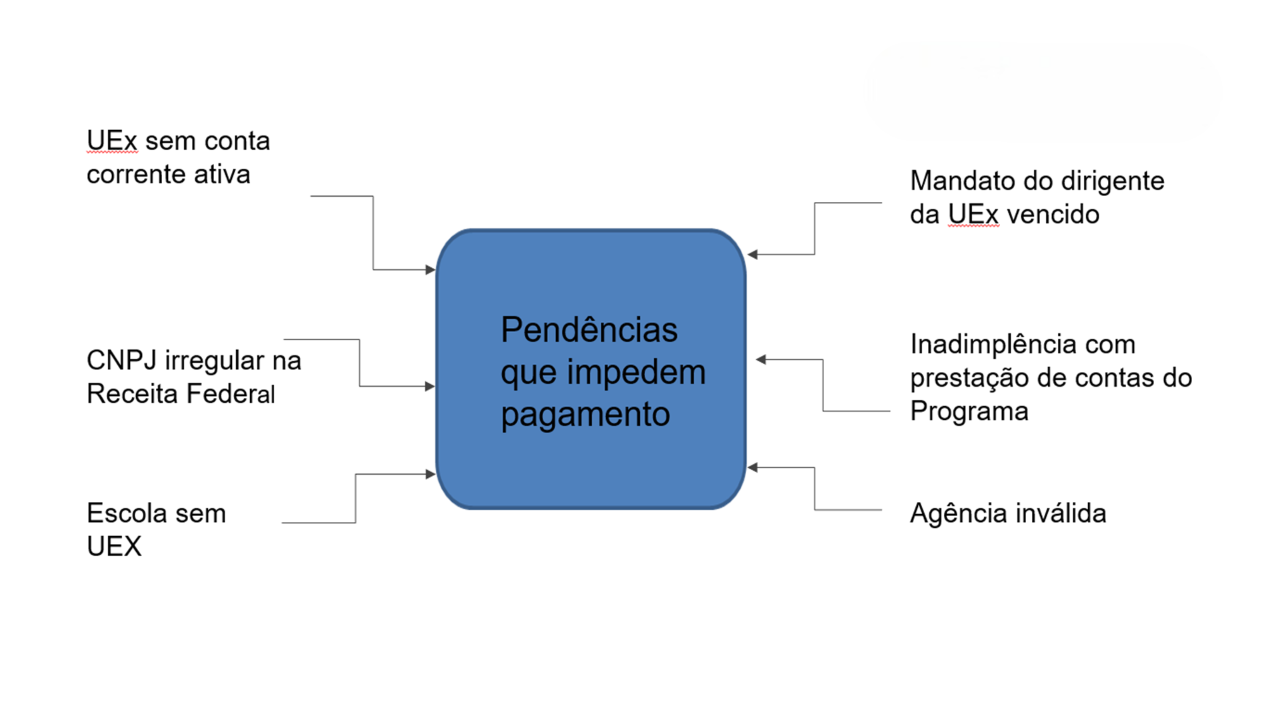 UEx sem conta
corrente ativa
CNPJ irregular na
Receita Federal
Escola sem
UEX
Pendências
que impedem
pagamento
Mandato do dirigente
da UEx vencido
Inadimplência com
prestação de contas do
Programa
Agência inválida